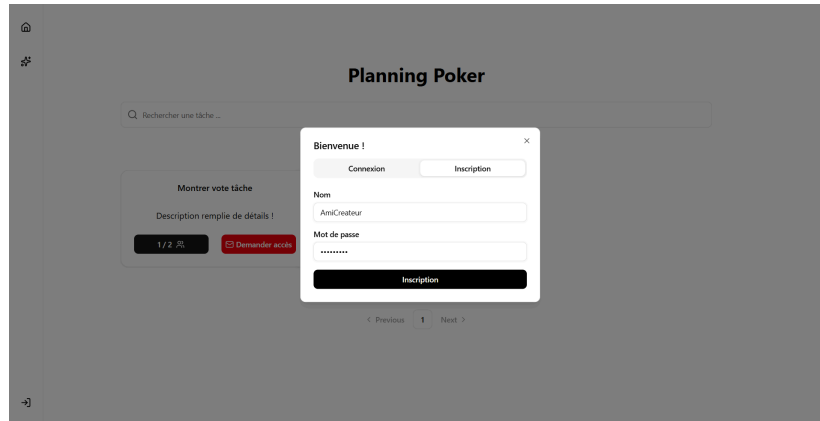 Planning Poker
Rechercher une tâche ...
Bienvenue !
Connexion Inscription
Nom
AmiCreateur
Mot de passe
•••••••••
Inscription
Montrer vote tâche
Description remplie de détails !
1 / 2 Demander accès
< Previous 1 Next >